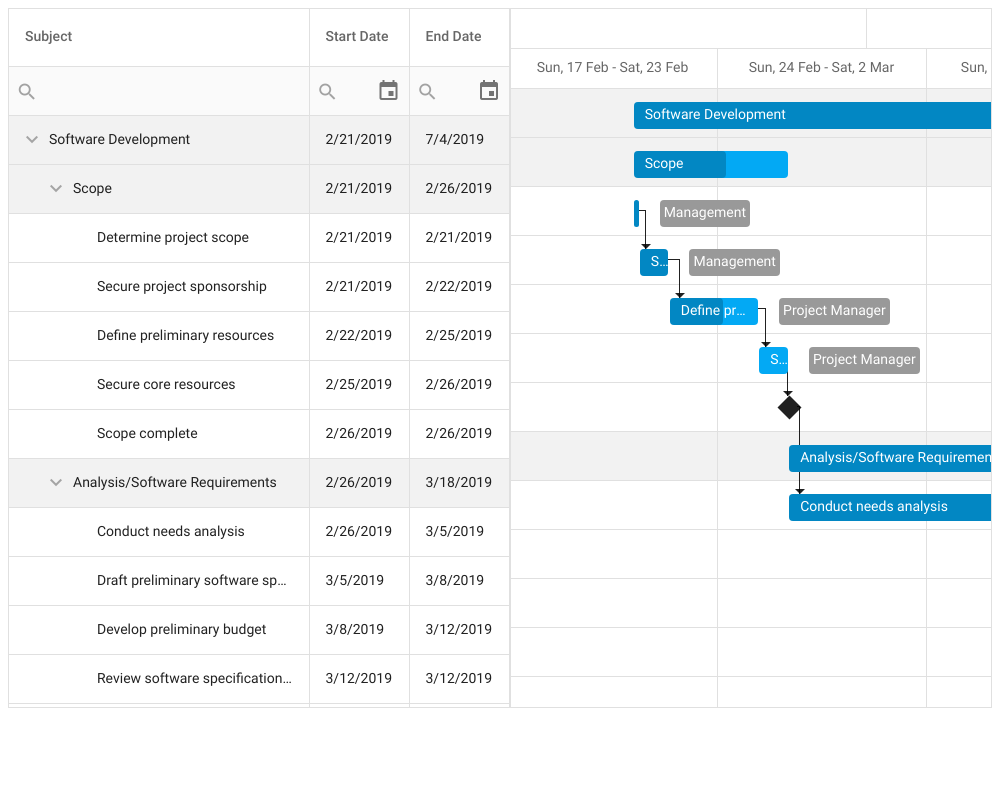 Subject Start Date End Date
Sun, 17 Feb - Sat, 23 Feb Sun, 24 Feb - Sat, 2 Mar Sun,
Software Development 2/21/2019 7/4/2019 Software Development
Scope 2/21/2019 2/26/2019 Scope
Determine project scope 2/21/2019 2/21/2019 Management
Secure project sponsorship 2/21/2019 2/22/2019 S... Management
Define preliminary resources 2/22/2019 2/25/2019 Define pr... Project Manager
Secure core resources 2/25/2019 2/26/2019 S... Project Manager
Scope complete 2/26/2019 2/26/2019
Analysis/Software Requirements 2/26/2019 3/18/2019 Analysis/Software Requiremen
Conduct needs analysis 2/26/2019 3/5/2019 Conduct needs analysis
Draft preliminary software sp... 3/5/2019 3/8/2019
Develop preliminary budget 3/8/2019 3/12/2019
Review software specification... 3/12/2019 3/12/2019